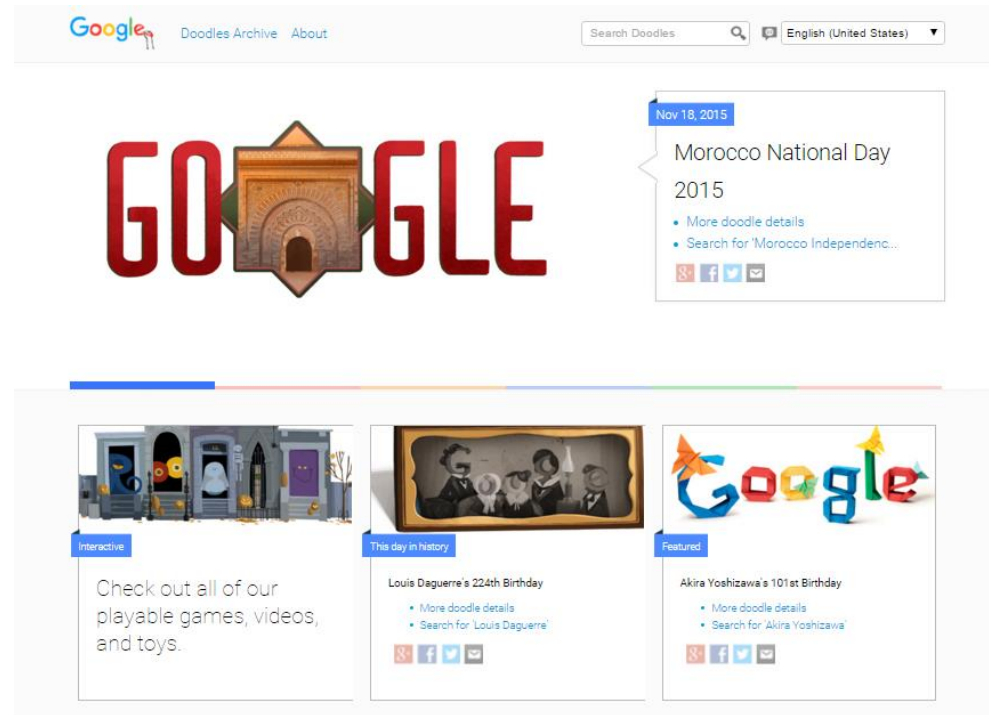 Google
Doodles Archive
About
Search Doodles
English (United States)
GOOGLE
Nov 18, 2015
Morocco National Day
2015
More doodle details
Search for 'Morocco Independenc...
Interactive
Check out all of our
playable games, videos,
and toys.
This day in history
Louis Daguerre's 224th Birthday
More doodle details
Search for 'Louis Daguerre'
Google
Featured
Akira Yoshizawa's 101st Birthday
More doodle details
Search for 'Akira Yoshizawa'